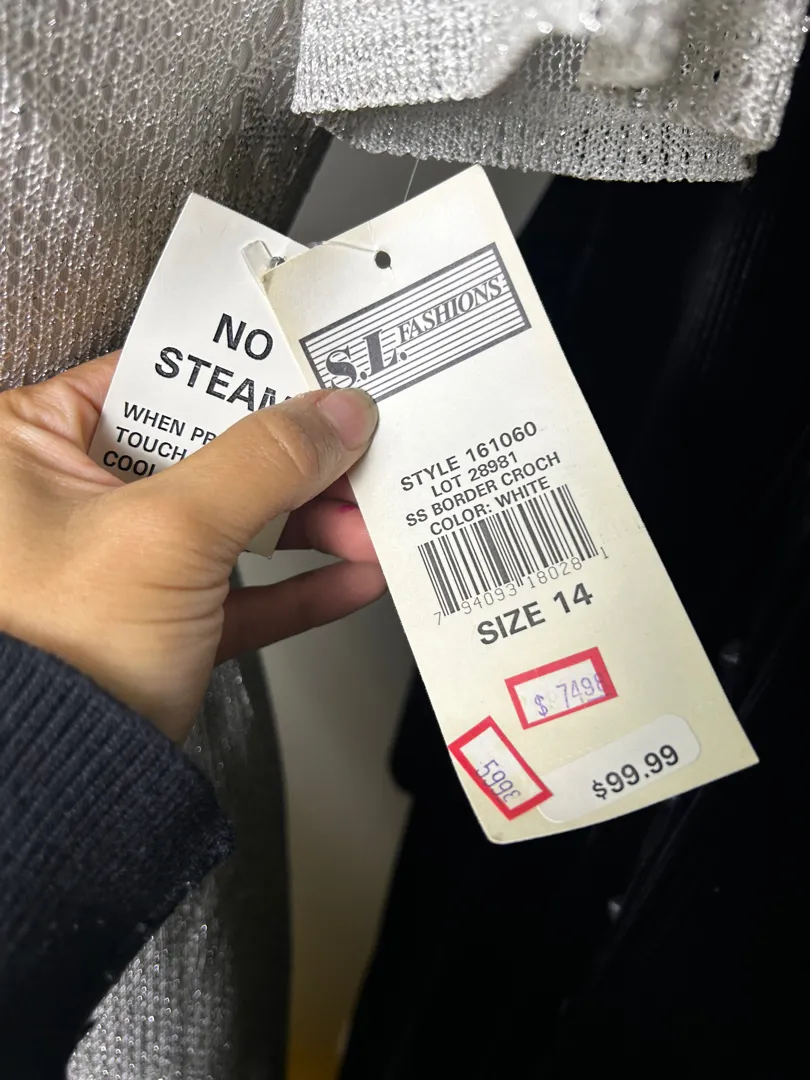 NO
STEAM
WHEN PR
TOUCH
COOL
S.L. FASHIONS
STYLE 161060
LOT 28981
SS BORDER CROCH
COLOR: WHITE
7 94093 18028 1
SIZE 14
$ 7498
$99.99